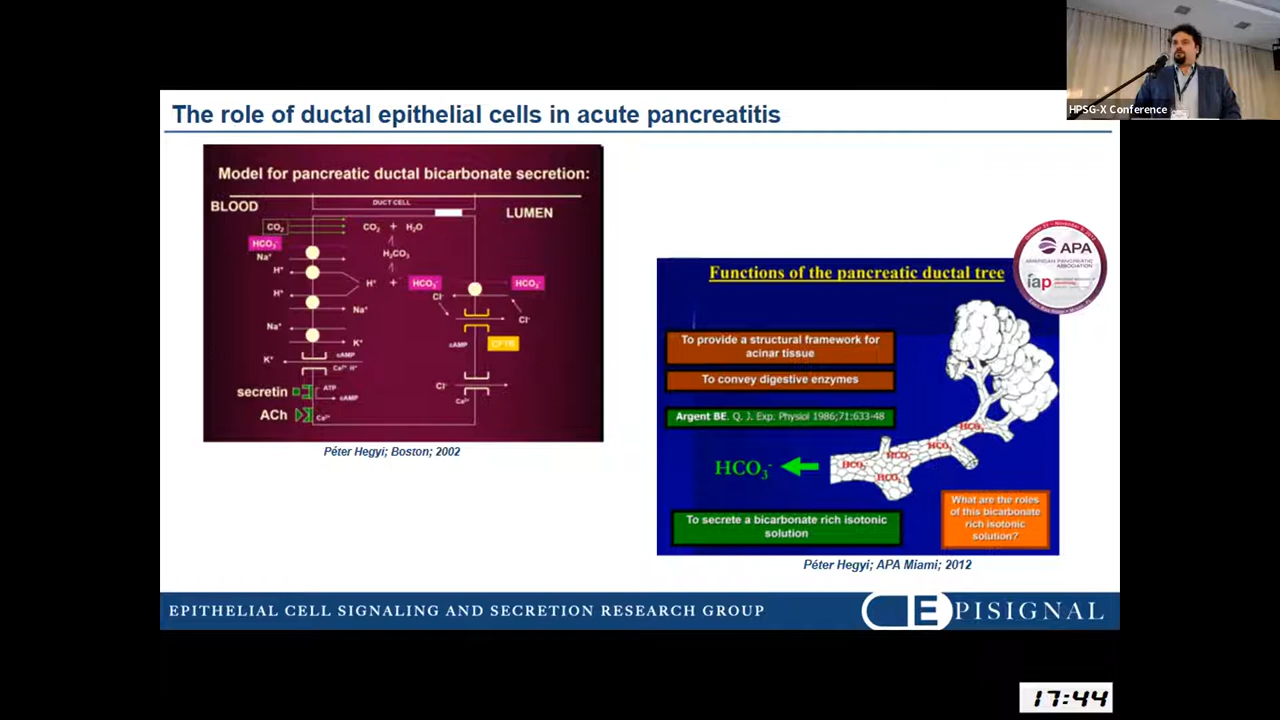 HPSG-X Conference
The role of ductal epithelial cells in acute pancreatitis
Model for pancreatic ductal bicarbonate secretion:
BLOOD
DUCT CELL
LUMEN
CO₂
CO₂ + H₂O
HCO₃⁻
Na⁺
H₂CO₃
H⁺
H⁺ + HCO₃⁻
HCO₃⁻
Cl⁻
H⁺
Na⁺
Cl⁻
Na⁺
K⁺
cAMP
CFTR
K⁺
cAMP
Ca²⁺ H⁺
secretin
ATP
cAMP
Cl⁻
Ca²⁺
ACh
Ca²⁺
Péter Hegyi; Boston; 2002
APA
AMERICAN PANCREATIC
ASSOCIATION
iap
Functions of the pancreatic ductal tree
To provide a structural framework for
acinar tissue
To convey digestive enzymes
Argent BE. Q. J. Exp. Physiol 1986;71:633-48
HCO₃⁻
HCO₃⁻
HCO₃⁻
HCO₃⁻
HCO₃⁻
HCO₃⁻
To secrete a bicarbonate rich isotonic
solution
What are the roles
of this bicarbonate
rich isotonic
solution?
Péter Hegyi; APA Miami; 2012
EPITHELIAL CELL SIGNALING AND SECRETION RESEARCH GROUP
EPISIGNAL
17:44